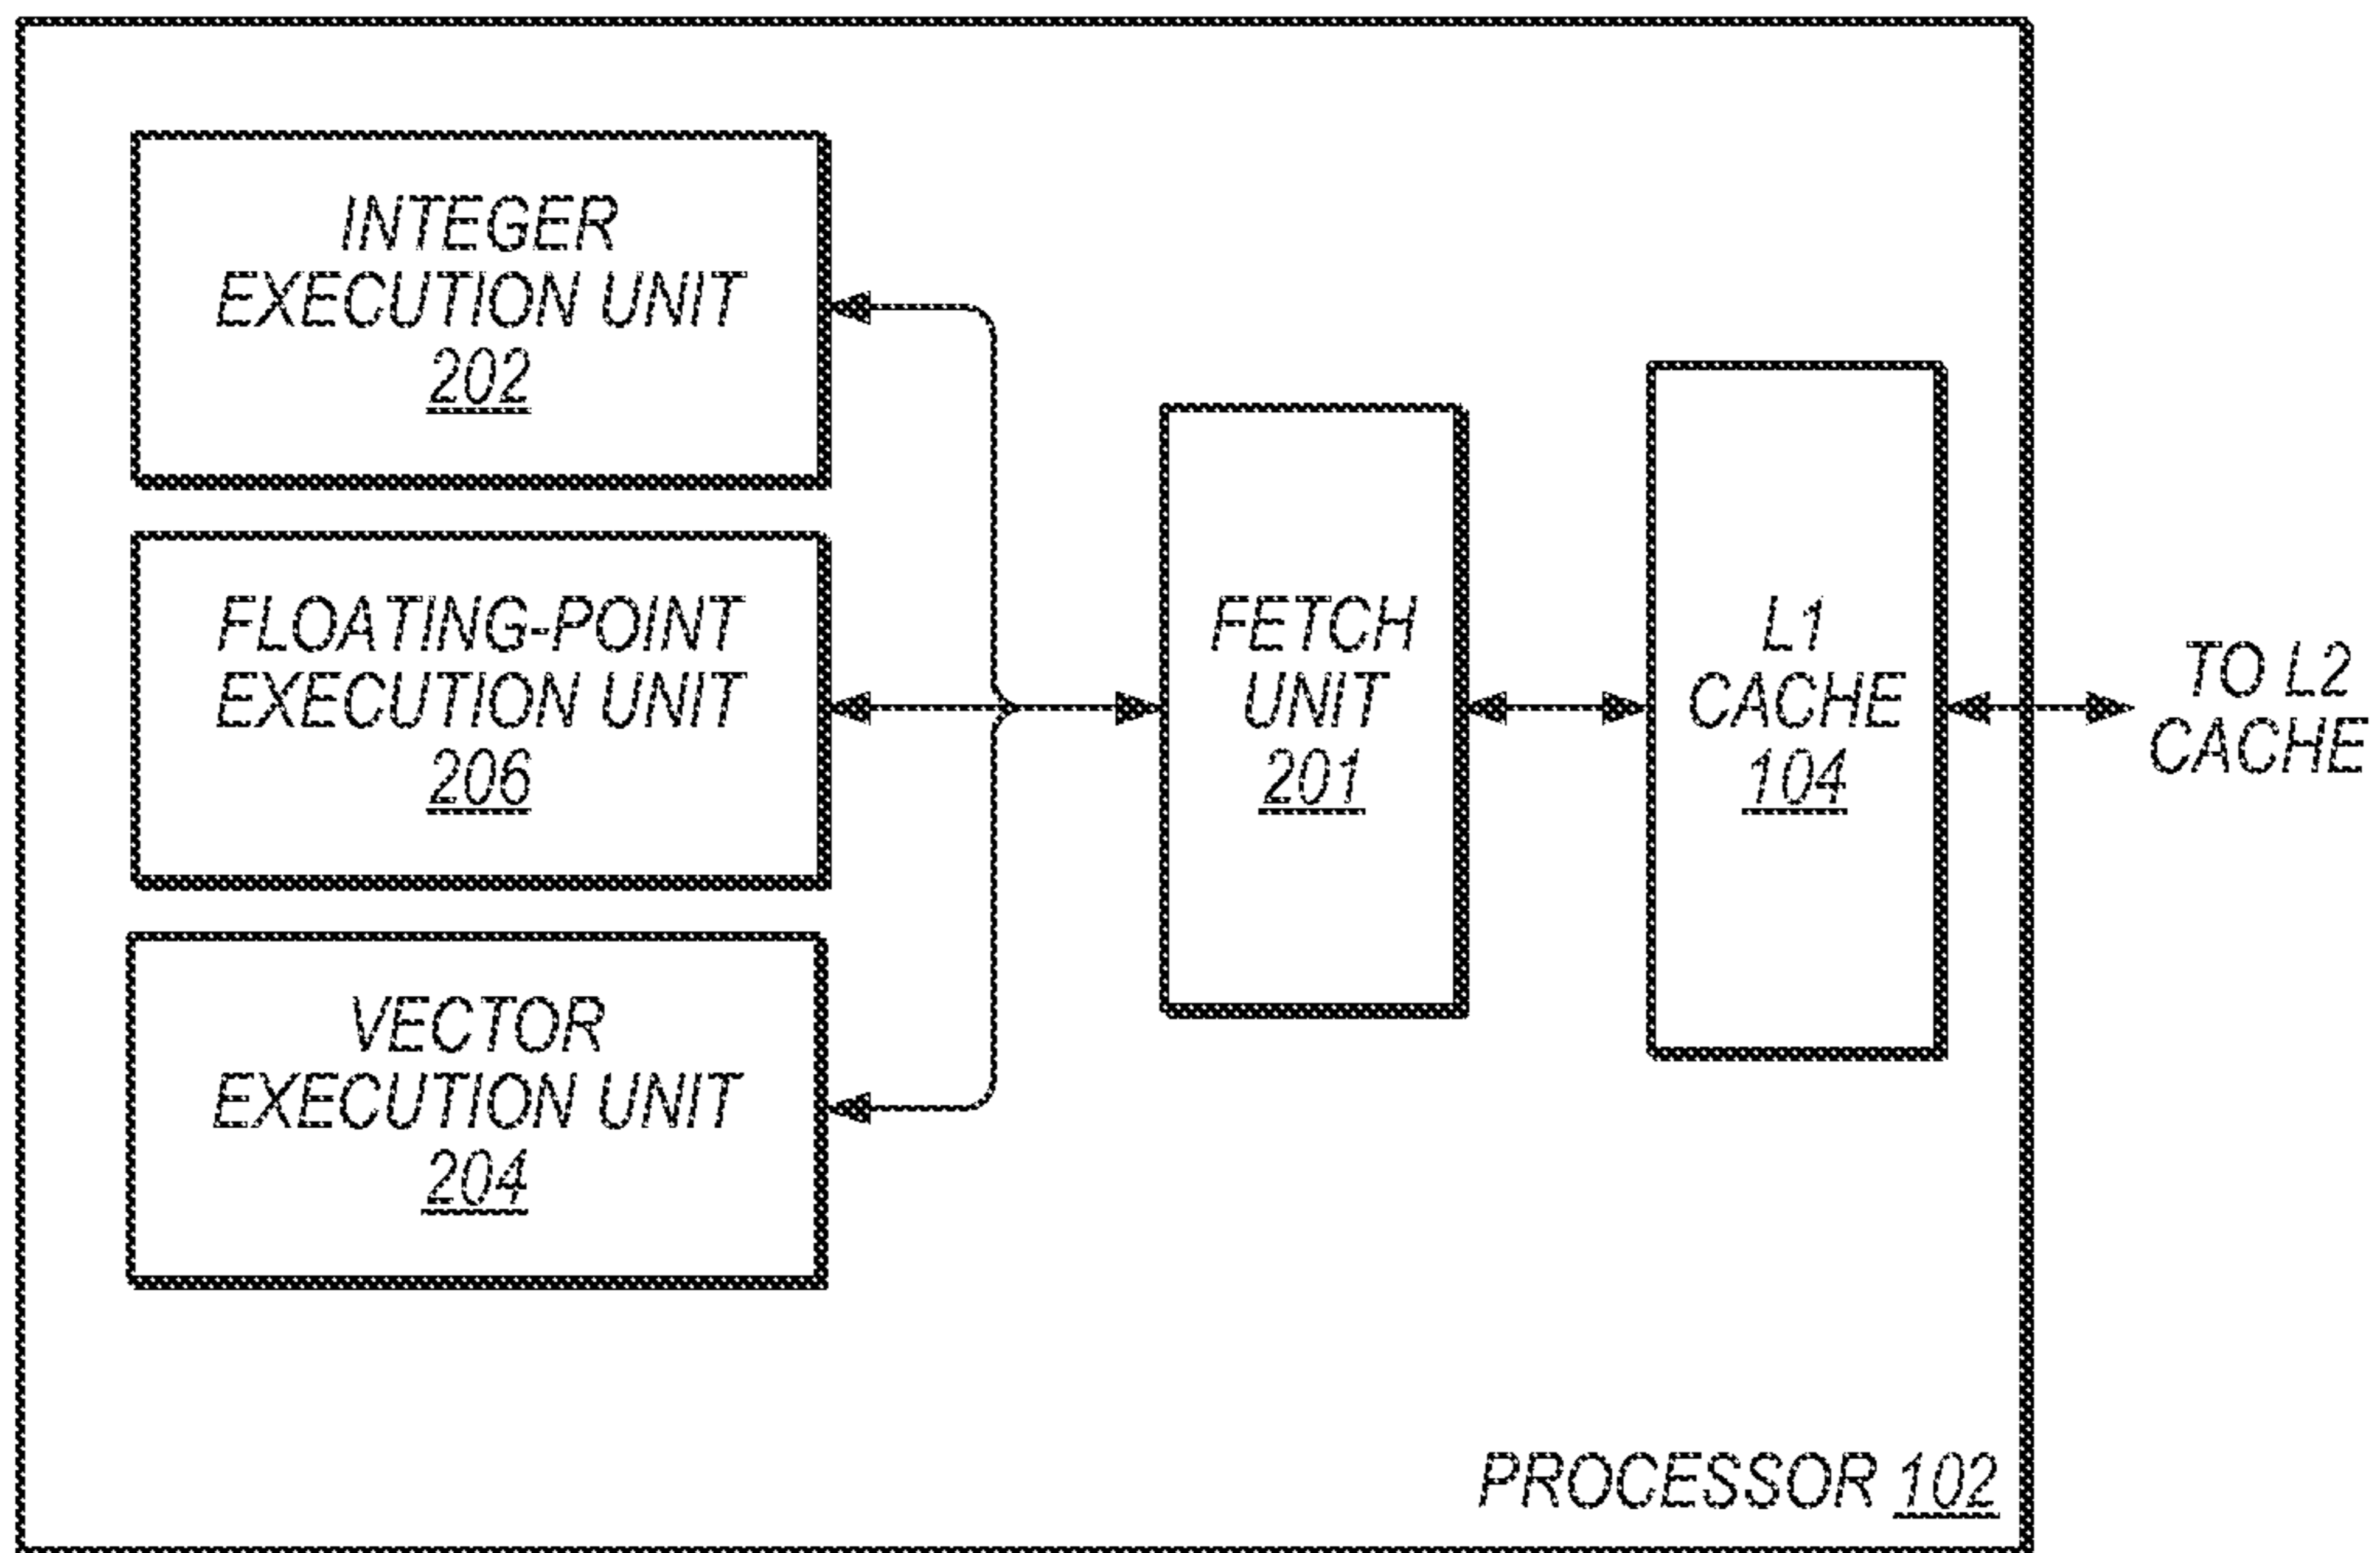 INTEGER
EXECUTION UNIT
202
FLOATING-POINT
EXECUTION UNIT
206
VECTOR
EXECUTION UNIT
204
FETCH
UNIT
201
L1
CACHE
104
TO L2
CACHE
PROCESSOR 102